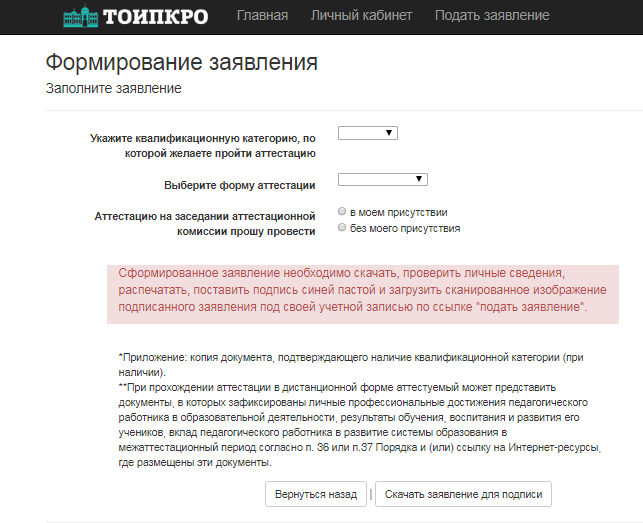 ТОИПКРО Главная Личный кабинет Подать заявление
Формирование заявления
Заполните заявление
Укажите квалификационную категорию, по
которой желаете пройти аттестацию
Выберите форму аттестации
Аттестацию на заседании аттестационной
комиссии прошу провести
в моем присутствии
без моего присутствия
Сформированное заявление необходимо скачать, проверить личные сведения,
распечатать, поставить подпись синей пастой и загрузить сканированное изображение
подписанного заявления под своей учетной записью по ссылке "подать заявление".
*Приложение: копия документа, подтверждающего наличие квалификационной категории (при
наличии).
**При прохождении аттестации в дистанционной форме аттестуемый может представить
документы, в которых зафиксированы личные профессиональные достижения педагогического
работника в образовательной деятельности, результаты обучения, воспитания и развития его
учеников, вклад педагогического работника в развитие системы образования в
межаттестационный период согласно п. 36 или п.37 Порядка и (или) ссылку на Интернет-ресурсы,
где размещены эти документы.
Вернуться назад | Скачать заявление для подписи